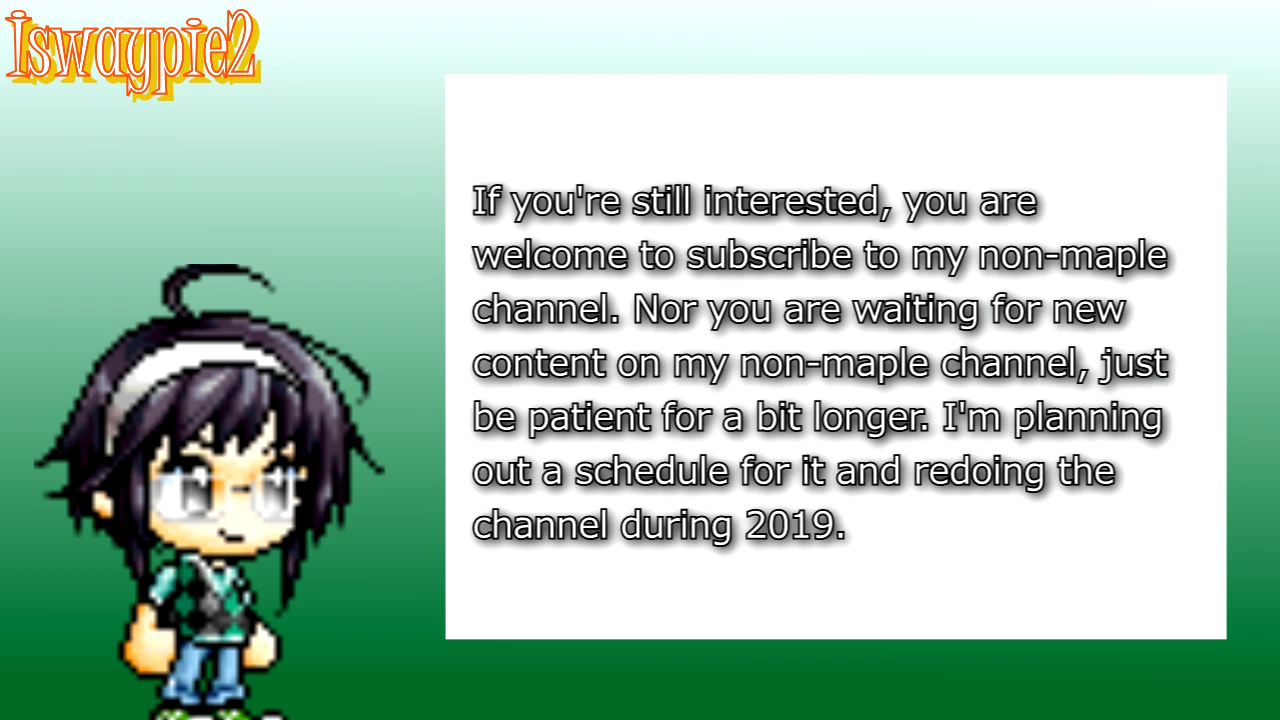 Iswaypie2
If you're still interested, you are
welcome to subscribe to my non-maple
channel. Nor you are waiting for new
content on my non-maple channel, just
be patient for a bit longer. I'm planning
out a schedule for it and redoing the
channel during 2019.